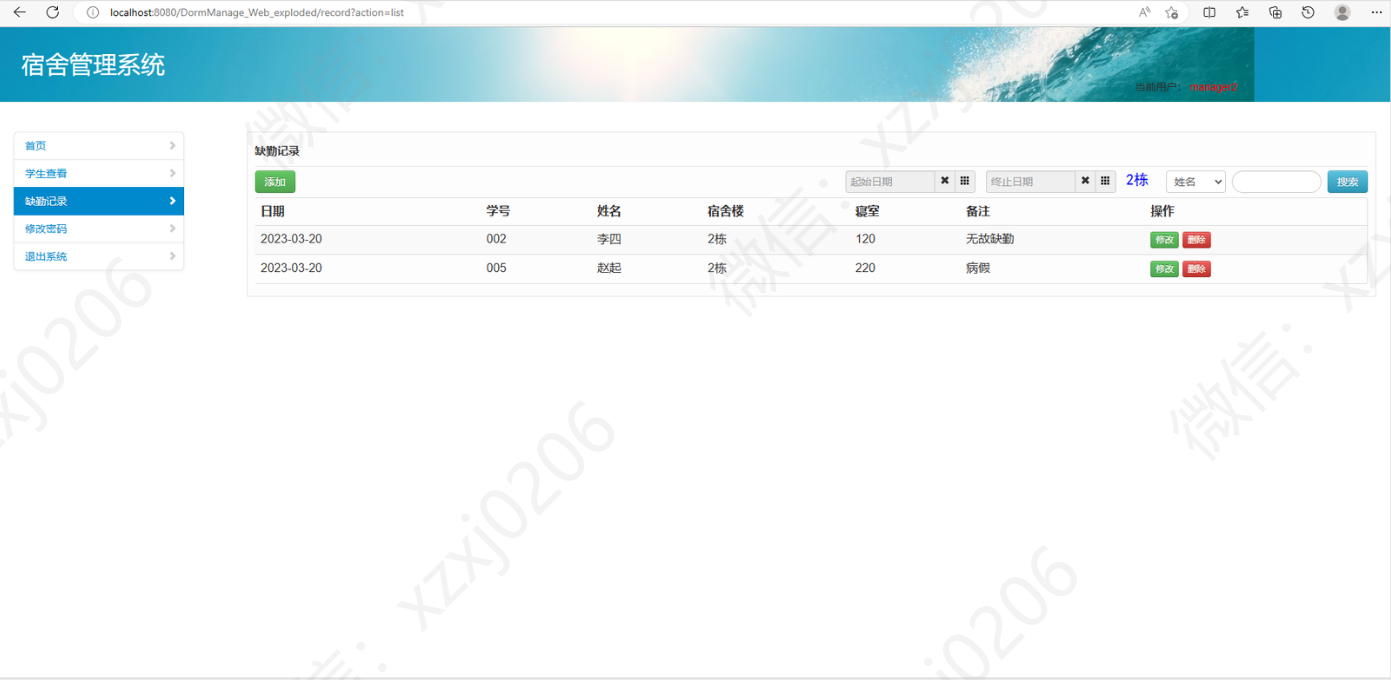 localhost:8080/DormManage_Web_exploded/record?action=list
宿舍管理系统
当前用户: manager2
首页
学生查看
缺勤记录
修改密码
退出系统
缺勤记录
添加 起始日期 终止日期 2栋 姓名 搜索
日期 学号 姓名 宿舍楼 寝室 备注 操作
2023-03-20 002 李四 2栋 120 无故缺勤 修改 删除
2023-03-20 005 赵起 2栋 220 病假 修改 删除
微信: xzxj0206